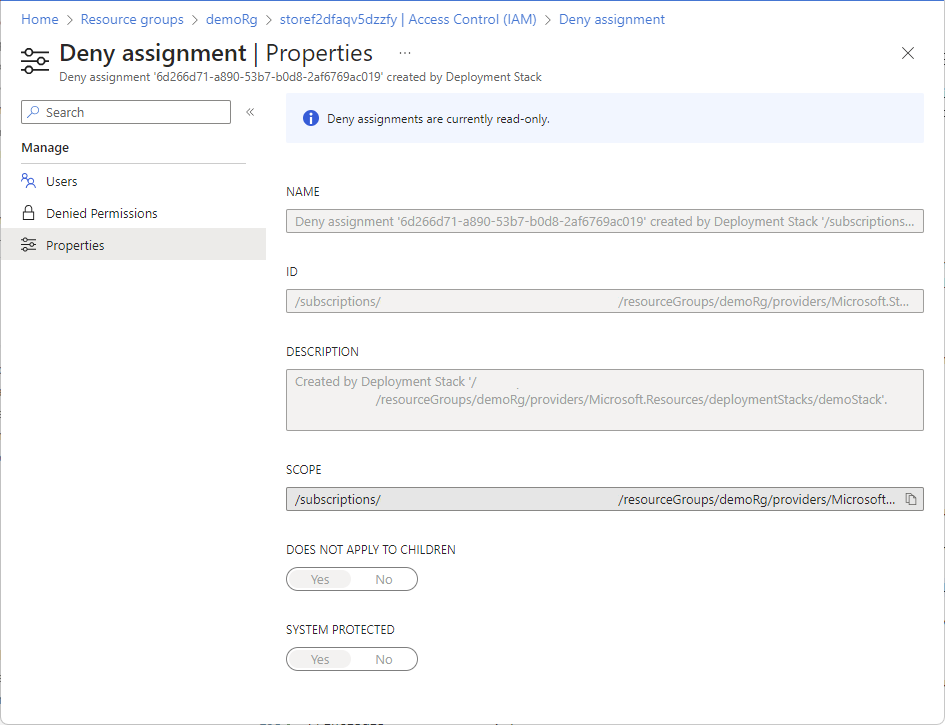 Home > Resource groups > demoRg > storef2dfaqv5dzzfy | Access Control (IAM) > Deny assignment
Deny assignment | Properties ...
Deny assignment '6d266d71-a890-53b7-b0d8-2af6769ac019' created by Deployment Stack
Search «
Manage
Users
Denied Permissions
Properties
Deny assignments are currently read-only.
NAME
Deny assignment '6d266d71-a890-53b7-b0d8-2af6769ac019' created by Deployment Stack '/subscriptions...
ID
/subscriptions/ /resourceGroups/demoRg/providers/Microsoft.St...
DESCRIPTION
Created by Deployment Stack '/
/resourceGroups/demoRg/providers/Microsoft.Resources/deploymentStacks/demoStack'.
SCOPE
/subscriptions/ /resourceGroups/demoRg/providers/Microsoft...
DOES NOT APPLY TO CHILDREN
Yes No
SYSTEM PROTECTED
Yes No